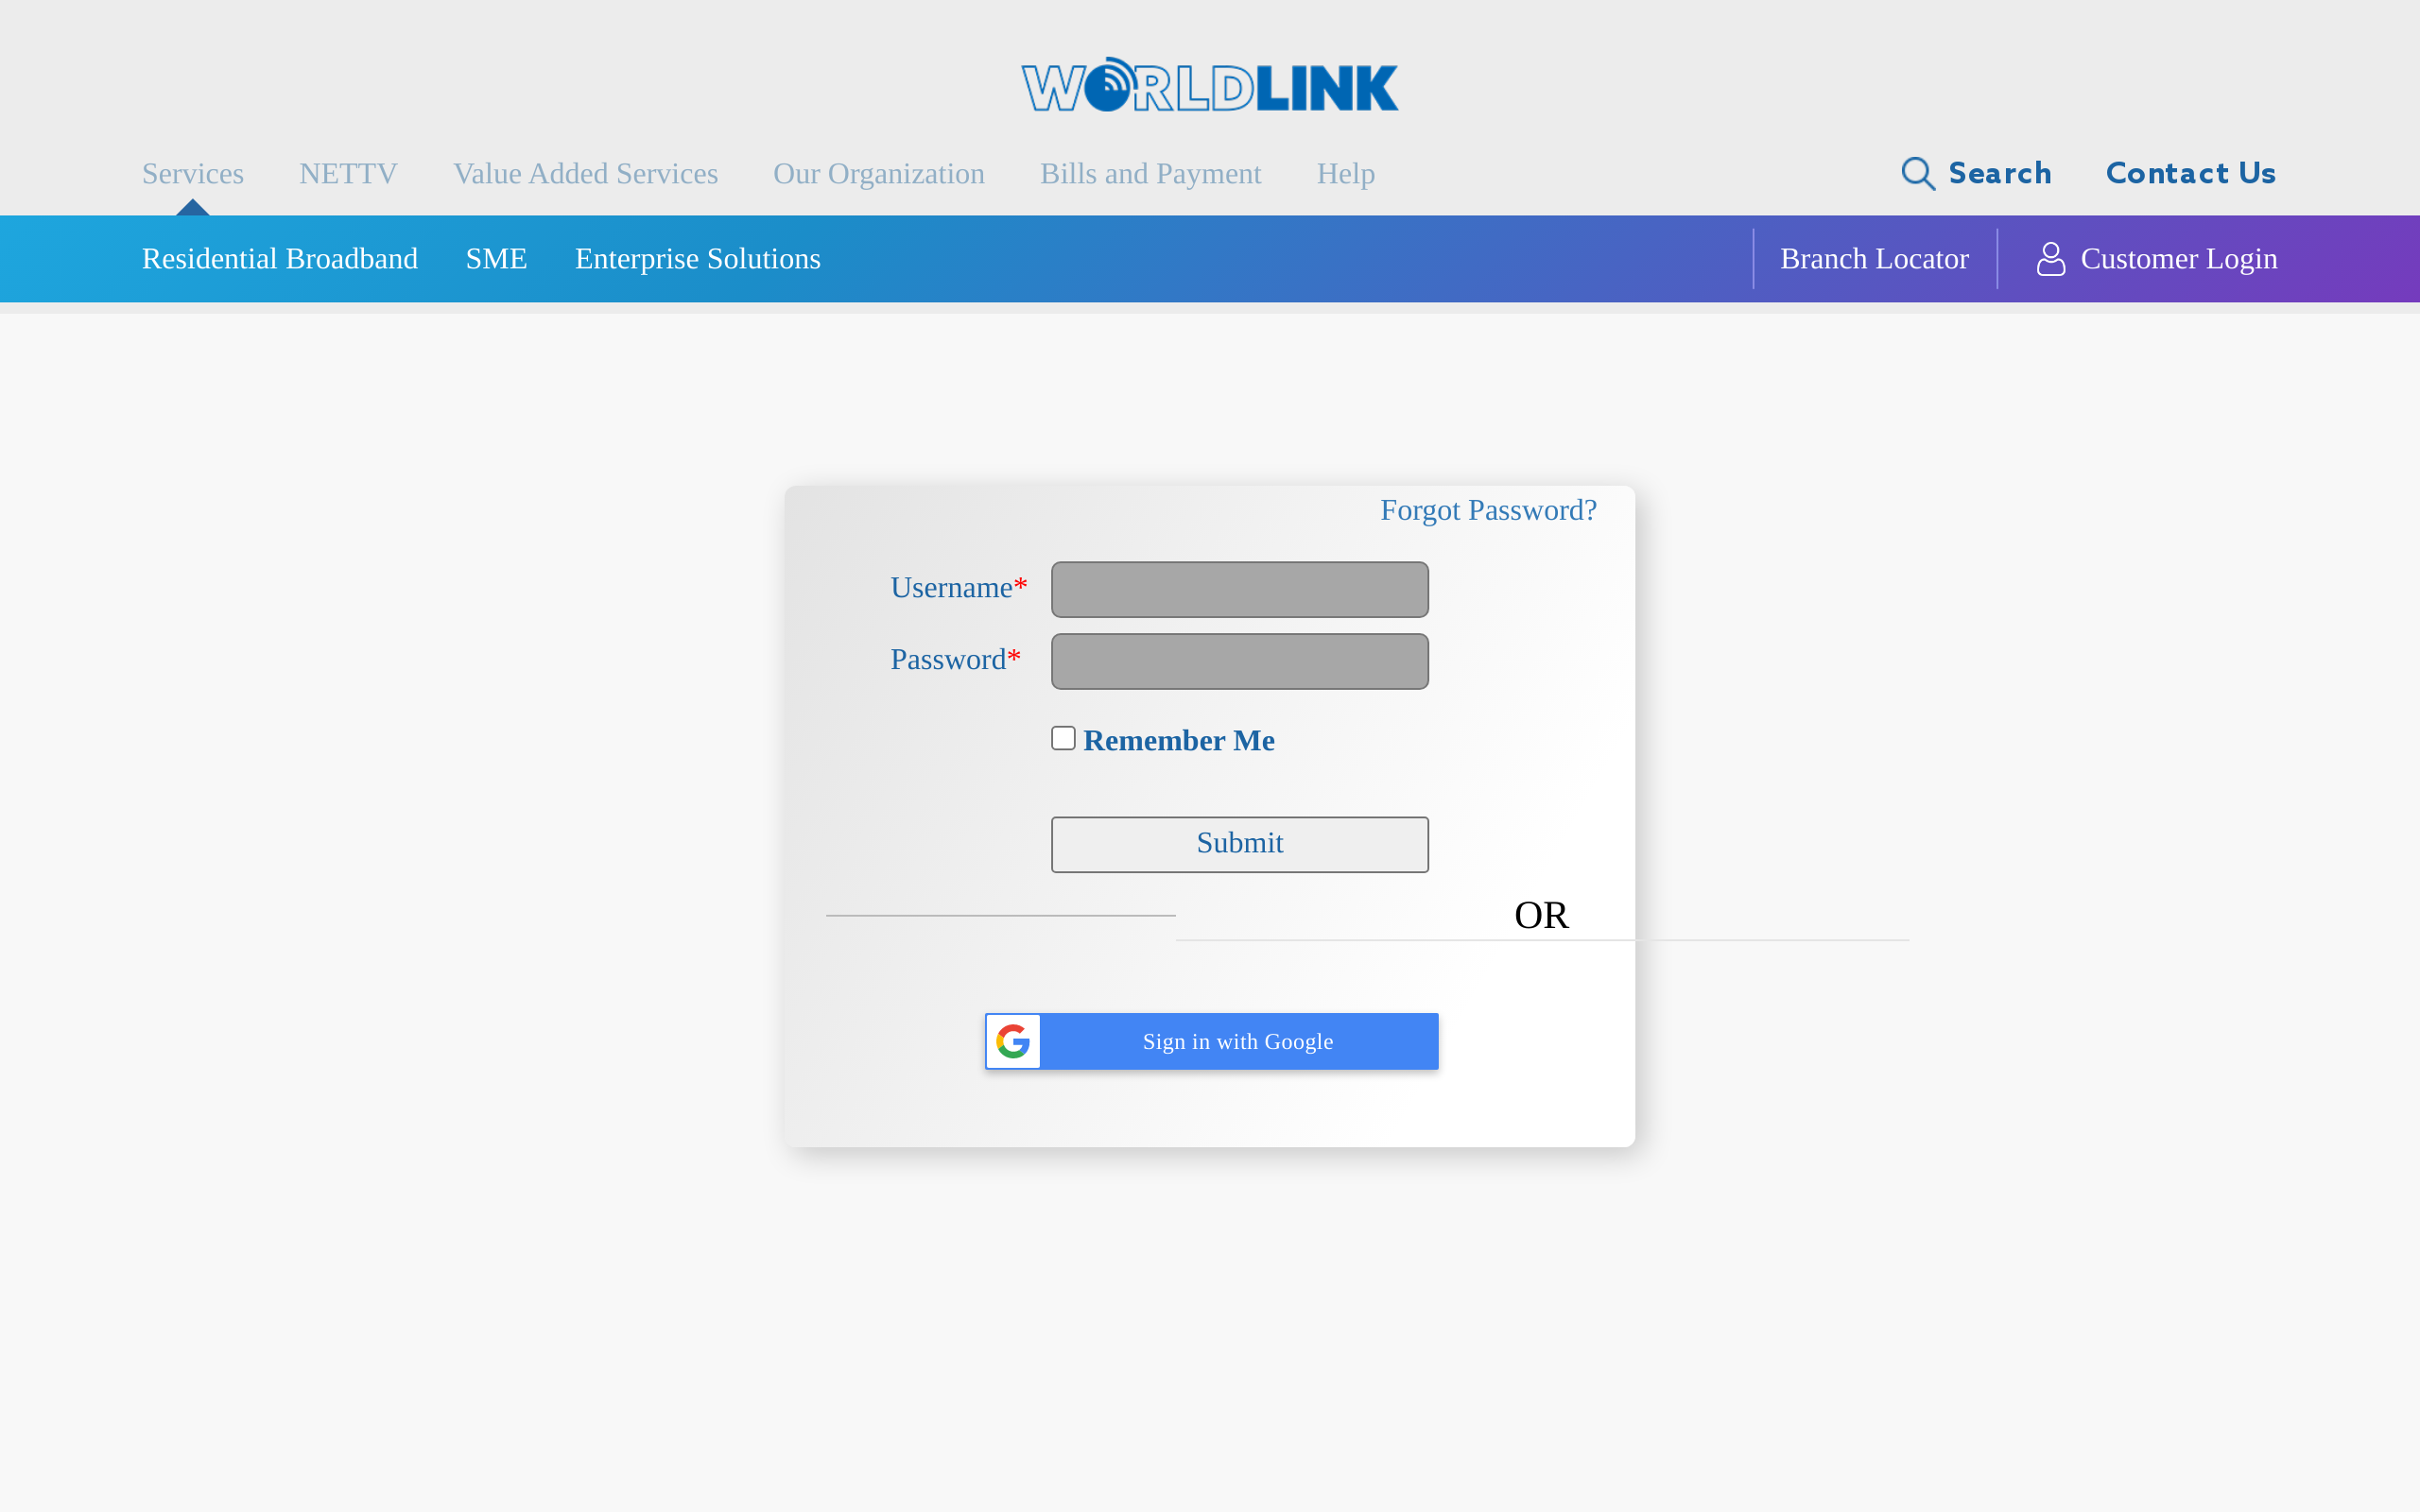 WORLDLINK
Services NETTV Value Added Services Our Organization Bills and Payment Help Search Contact Us
Residential Broadband SME Enterprise Solutions Branch Locator Customer Login
Forgot Password?
Username*
Password*
Remember Me
Submit
OR
Sign in with Google